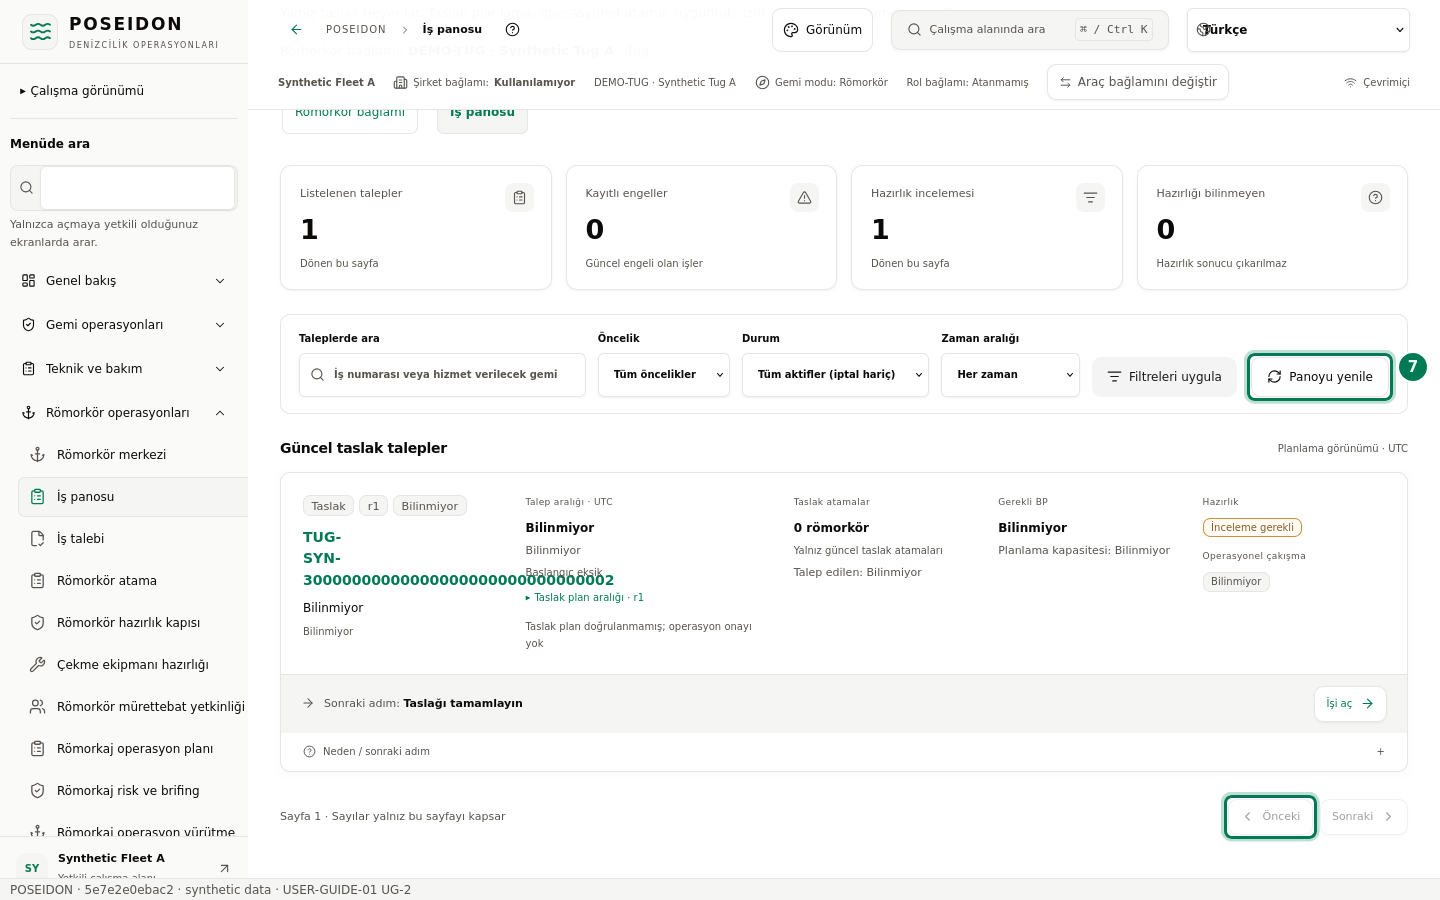 POSEIDON
DENİZCİLİK OPERASYONLARI
▸ Çalışma görünümü
Menüde ara
Yalnızca açmaya yetkili olduğunuz
ekranlarda arar.
Genel bakış
Gemi operasyonları
Teknik ve bakım
Römorkör operasyonları
Römorkör merkezi
İş panosu
İş talebi
Römorkör atama
Römorkör hazırlık kapısı
Çekme ekipmanı hazırlığı
Römorkör mürettebat yetkinliği
Römorkaj operasyon planı
Römorkaj risk ve brifing
Römorkaj operasyon yürütme
SY
Synthetic Fleet A
Yetkili çalışma alanı
POSEIDON
İş panosu
Görünüm
Çalışma alanında ara
⌘ / Ctrl K
Türkçe
Synthetic Fleet A
Şirket bağlamı: Kullanılamıyor
DEMO-TUG · Synthetic Tug A
Gemi modu: Römorkör
Rol bağlamı: Atanmamış
Araç bağlamını değiştir
Çevrimiçi
Römorkör bağlamı
İş panosu
Listelenen talepler
1
Dönen bu sayfa
Kayıtlı engeller
0
Güncel engeli olan işler
Hazırlık incelemesi
1
Dönen bu sayfa
Hazırlığı bilinmeyen
0
Hazırlık sonucu çıkarılmaz
Taleplerde ara
İş numarası veya hizmet verilecek gemi
Öncelik
Tüm öncelikler
Durum
Tüm aktifler (iptal hariç)
Zaman aralığı
Her zaman
Filtreleri uygula
Panoyu yenile
7
Güncel taslak talepler
Planlama görünümü · UTC
Taslak
r1
Bilinmiyor
TUG-
SYN-
30000000000000000000000000000002
Bilinmiyor
Bilinmiyor
Talep aralığı · UTC
Bilinmiyor
Bilinmiyor
Başlangıç eksik
▸ Taslak plan aralığı · r1
Taslak plan doğrulanmamış; operasyon onayı
yok
Taslak atamalar
0 römorkör
Yalnız güncel taslak atamaları
Talep edilen: Bilinmiyor
Gerekli BP
Bilinmiyor
Planlama kapasitesi: Bilinmiyor
Hazırlık
İnceleme gerekli
Operasyonel çakışma
Bilinmiyor
Sonraki adım: Taslağı tamamlayın
İşi aç
Neden / sonraki adım
+
Sayfa 1 · Sayılar yalnız bu sayfayı kapsar
Önceki
Sonraki
POSEIDON · 5e7e2e0ebac2 · synthetic data · USER-GUIDE-01 UG-2